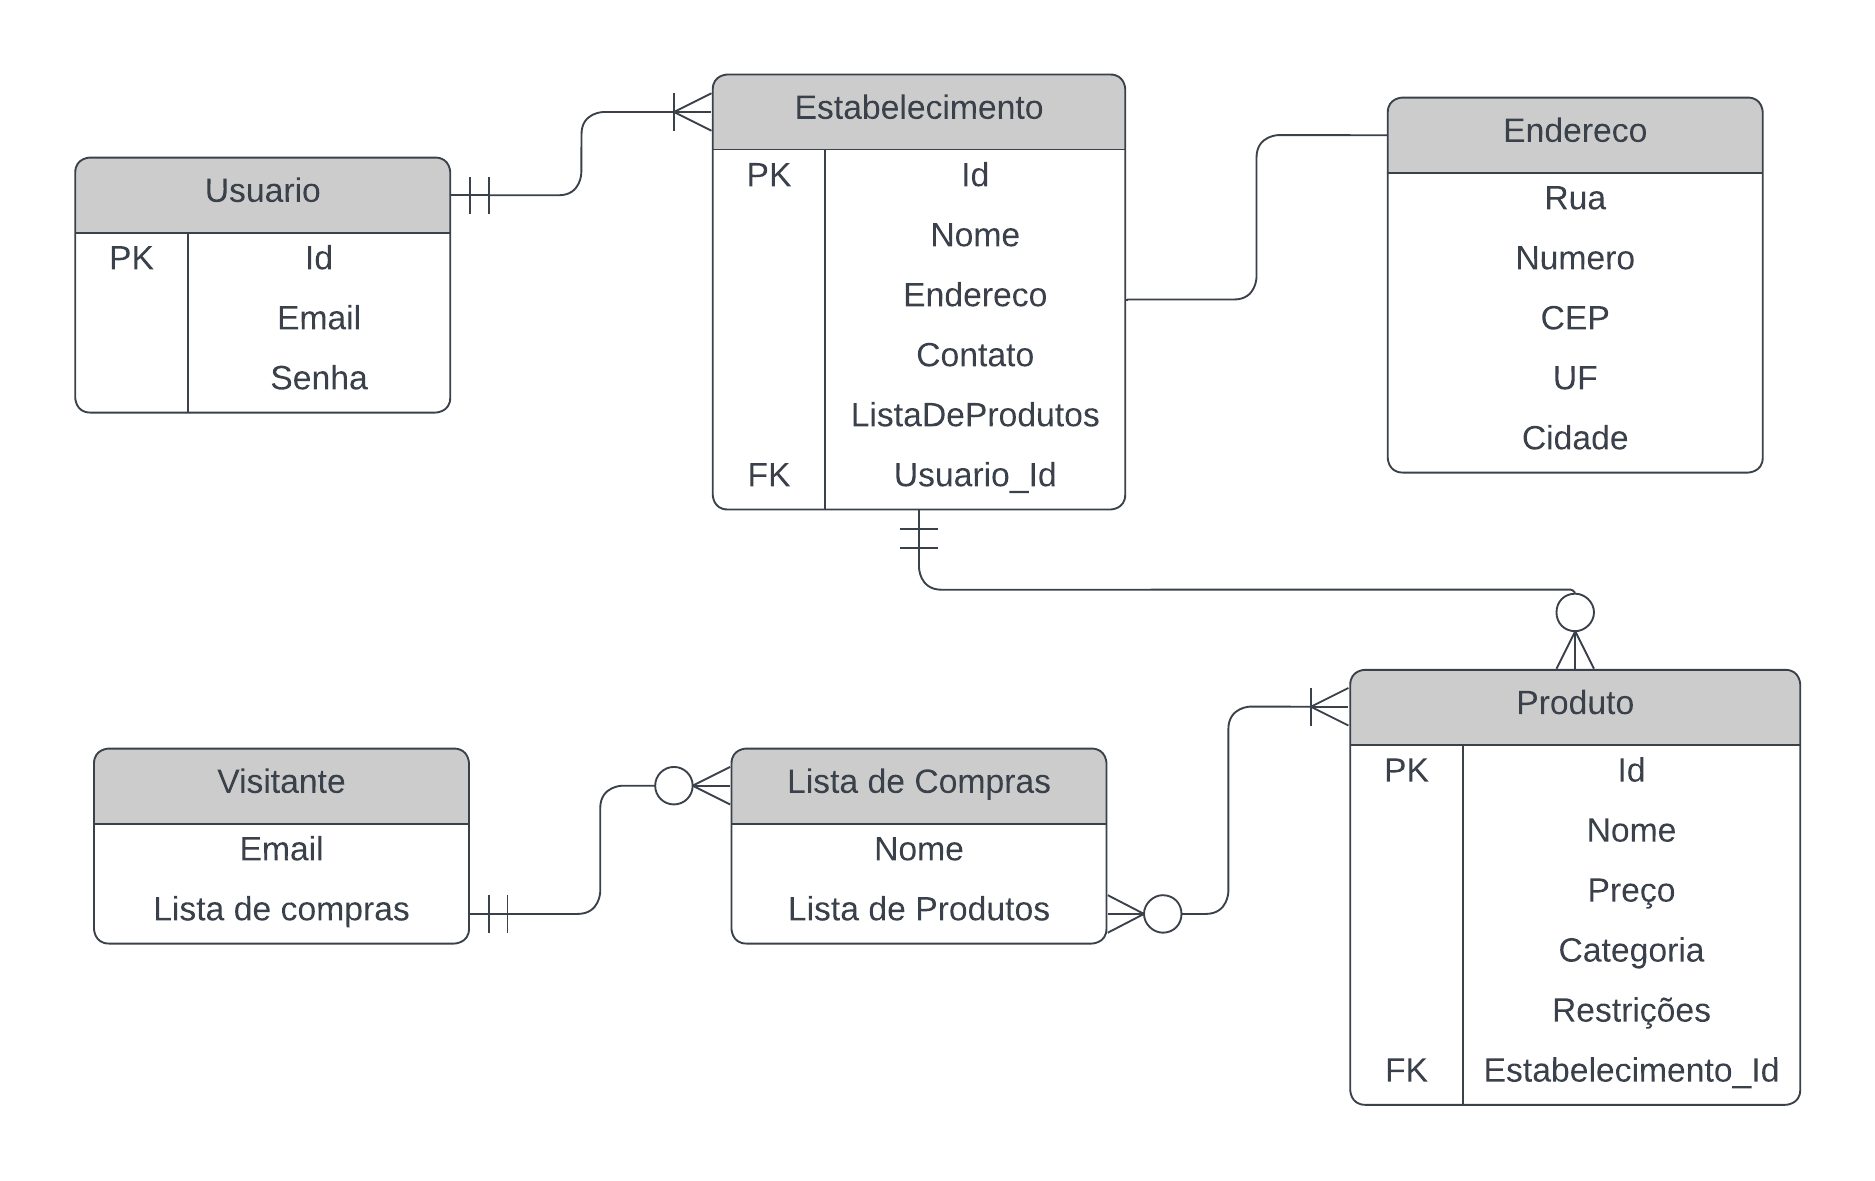 Usuario
PK Id
Email
Senha
Estabelecimento
PK Id
Nome
Endereco
Contato
ListaDeProdutos
FK Usuario_Id
Endereco
Rua
Numero
CEP
UF
Cidade
Visitante
Email
Lista de compras
Lista de Compras
Nome
Lista de Produtos
Produto
PK Id
Nome
Preço
Categoria
Restrições
FK Estabelecimento_Id